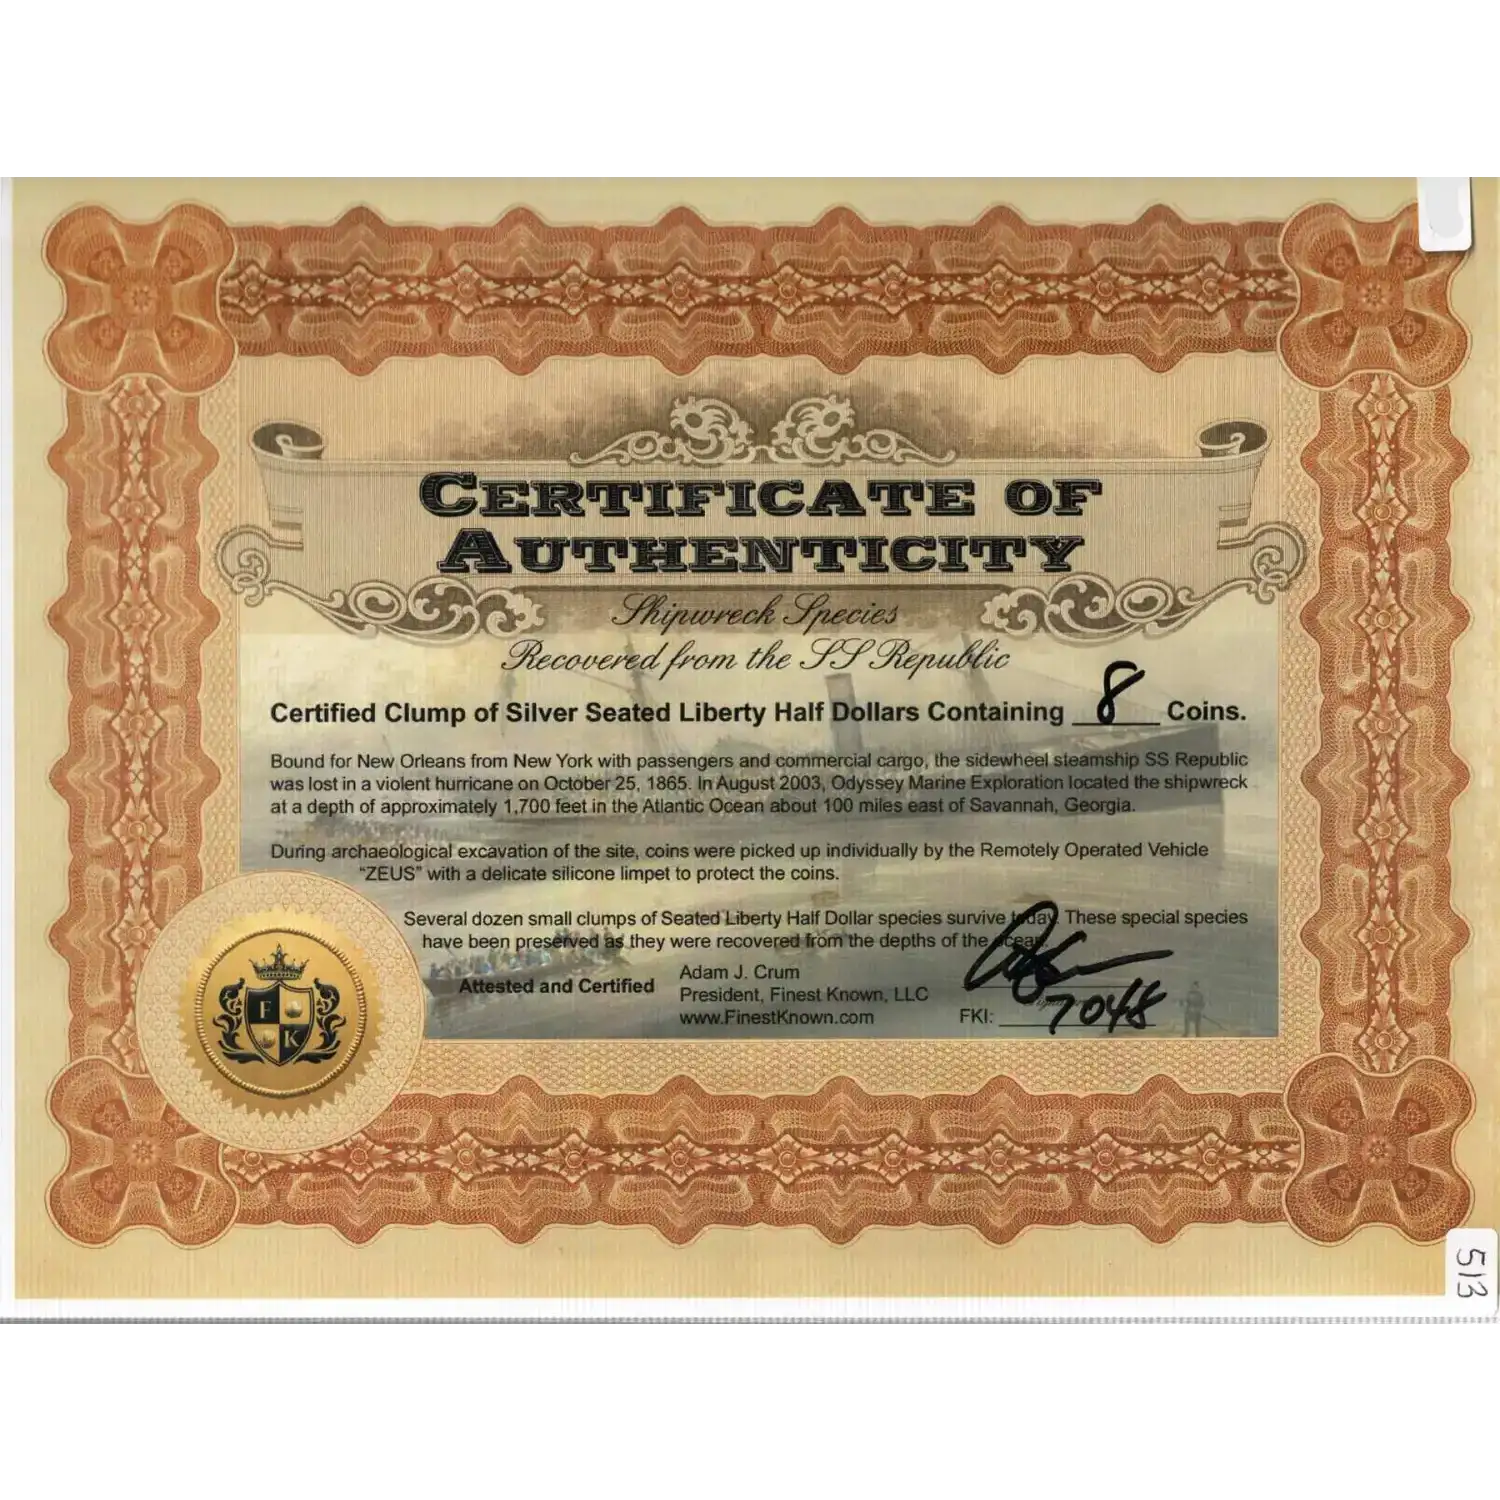 CERTIFICATE OF
AUTHENTICITY
Shipwreck Species
Recovered from the SS Republic
Certified Clump of Silver Seated Liberty Half Dollars Containing 8 Coins.
Bound for New Orleans from New York with passengers and commercial cargo, the sidewheel steamship SS Republic
was lost in a violent hurricane on October 25, 1865. In August 2003, Odyssey Marine Exploration located the shipwreck
at a depth of approximately 1,700 feet in the Atlantic Ocean about 100 miles east of Savannah, Georgia.
During archaeological excavation of the site, coins were picked up individually by the Remotely Operated Vehicle
“ZEUS” with a delicate silicone limpet to protect the coins.
Several dozen small clumps of Seated Liberty Half Dollar species survive today. These special species
have been preserved as they were recovered from the depths of the ocean.
Attested and Certified
Adam J. Crum
President, Finest Known, LLC
www.FinestKnown.com
FKI: 7048
F
K
513